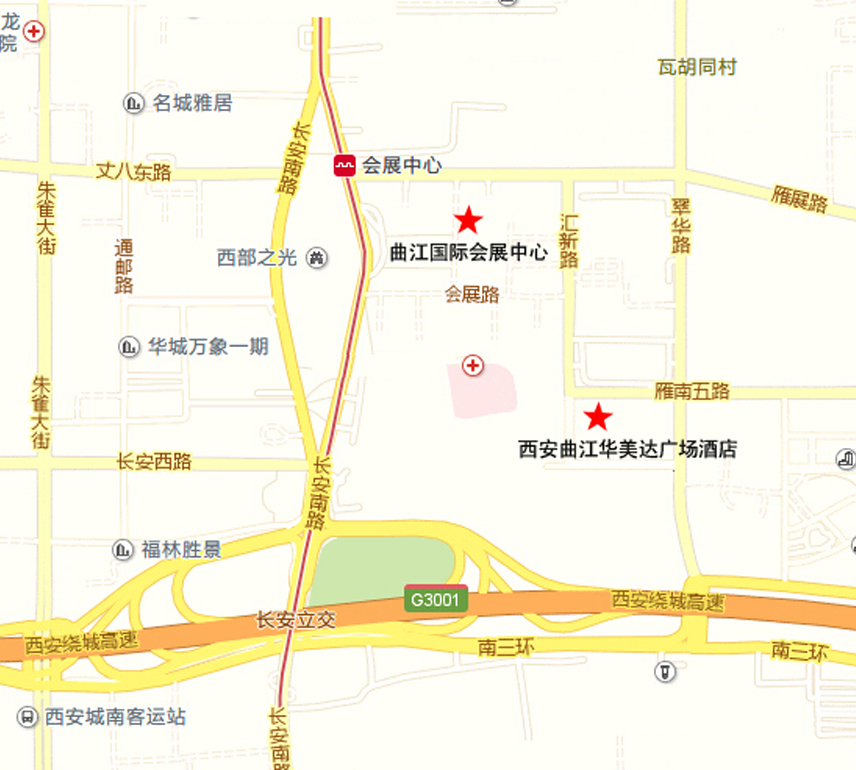 龙
院
瓦胡同村
名城雅居
长安南路
会展中心
丈八东路
朱雀大街
雁展路
汇新路
翠华路
通邮路
曲江国际会展中心
西部之光
会展路
华城万象一期
朱雀大街
雁南五路
西安曲江华美达广场酒店
长安西路
长安南路
福林胜景
G3001
西安绕城高速
长安立交
西安绕城高速
南三环
南三环
西安城南客运站
长安南路